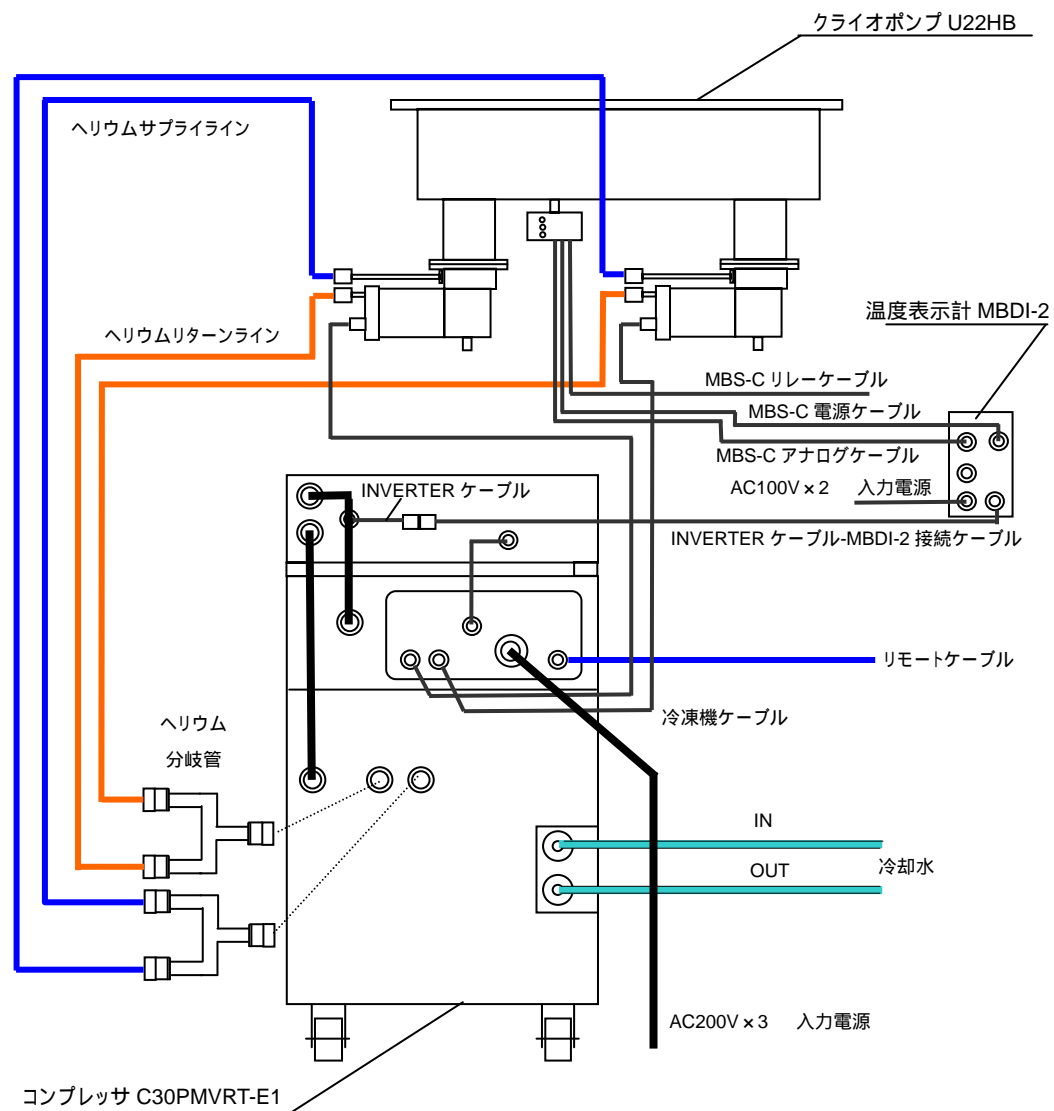 クライオポンプ U22HB
ヘリウムサプライライン
温度表示計 MBDI-2
ヘリウムリターンライン
MBS-C リレーケーブル
MBS-C 電源ケーブル
MBS-C アナログケーブル
INVERTER ケーブル
AC100V×2 入力電源
INVERTER ケーブル-MBDI-2 接続ケーブル
リモートケーブル
冷凍機ケーブル
ヘリウム
分岐管
IN
OUT
冷却水
AC200V×3 入力電源
コンプレッサ C30PMVRT-E1